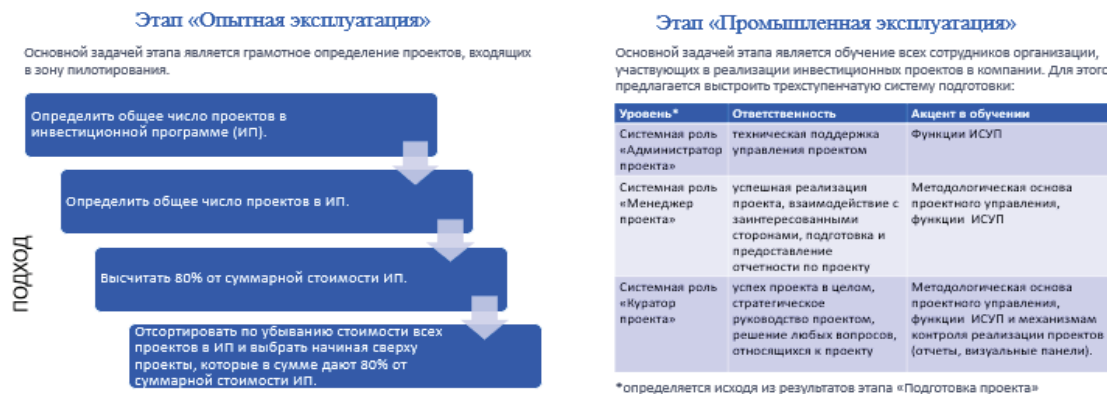 Этап «Опытная эксплуатация»
Основной задачей этапа является грамотное определение проектов, входящих
в зону пилотирования.
ПОДХОД
Определить общее число проектов в
инвестиционной программе (ИП).
Определить общее число проектов в ИП.
Высчитать 80% от суммарной стоимости ИП.
Отсортировать по убыванию стоимости всех
проектов в ИП и выбрать начиная сверху
проекты, которые в сумме дают 80% от
суммарной стоимости ИП.
Этап «Промышленная эксплуатация»
Основной задачей этапа является обучение всех сотрудников организации,
участвующих в реализации инвестиционных проектов в компании. Для этого
предлагается выстроить трехступенчатую систему подготовки:
Уровень* Ответственность Акцент в обучении
Системная роль техническая поддержка Функции ИСУП
«Администратор управления проектом
проекта»
Системная роль успешная реализация Методологическая основа
«Менеджер проекта, взаимодействие с проектного управления,
проекта» заинтересованными функции ИСУП
сторонами, подготовка и
предоставление
отчетности по проекту
Системная роль успех проекта в целом, Методологическая основа
«Куратор стратегическое проектного управления,
проекта» руководство проектом, функции ИСУП и механизмам
решение любых вопросов, контроля реализации проектов
относящихся к проекту (отчеты, визуальные панели).
*определяется исходя из результатов этапа «Подготовка проекта»